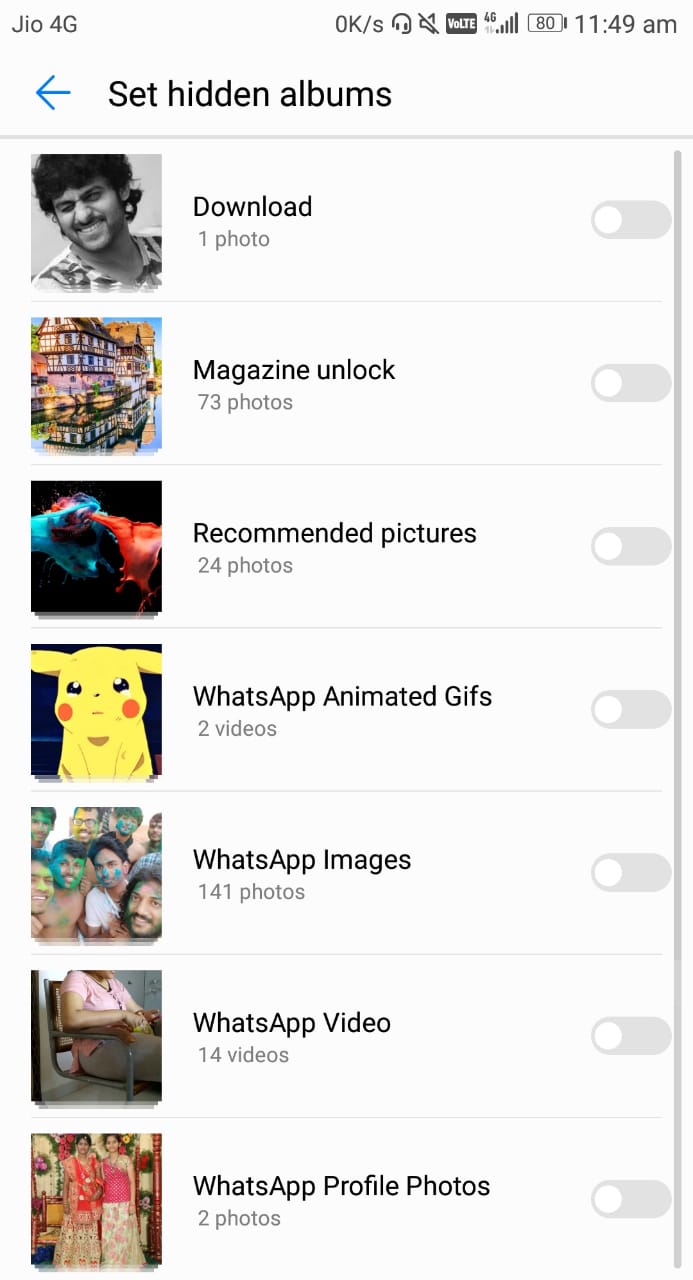 Jio 4G 0K/s VoLTE 4G 80 11:49 am
Set hidden albums
Download
1 photo
Magazine unlock
73 photos
Recommended pictures
24 photos
WhatsApp Animated Gifs
2 videos
WhatsApp Images
141 photos
WhatsApp Video
14 videos
WhatsApp Profile Photos
2 photos